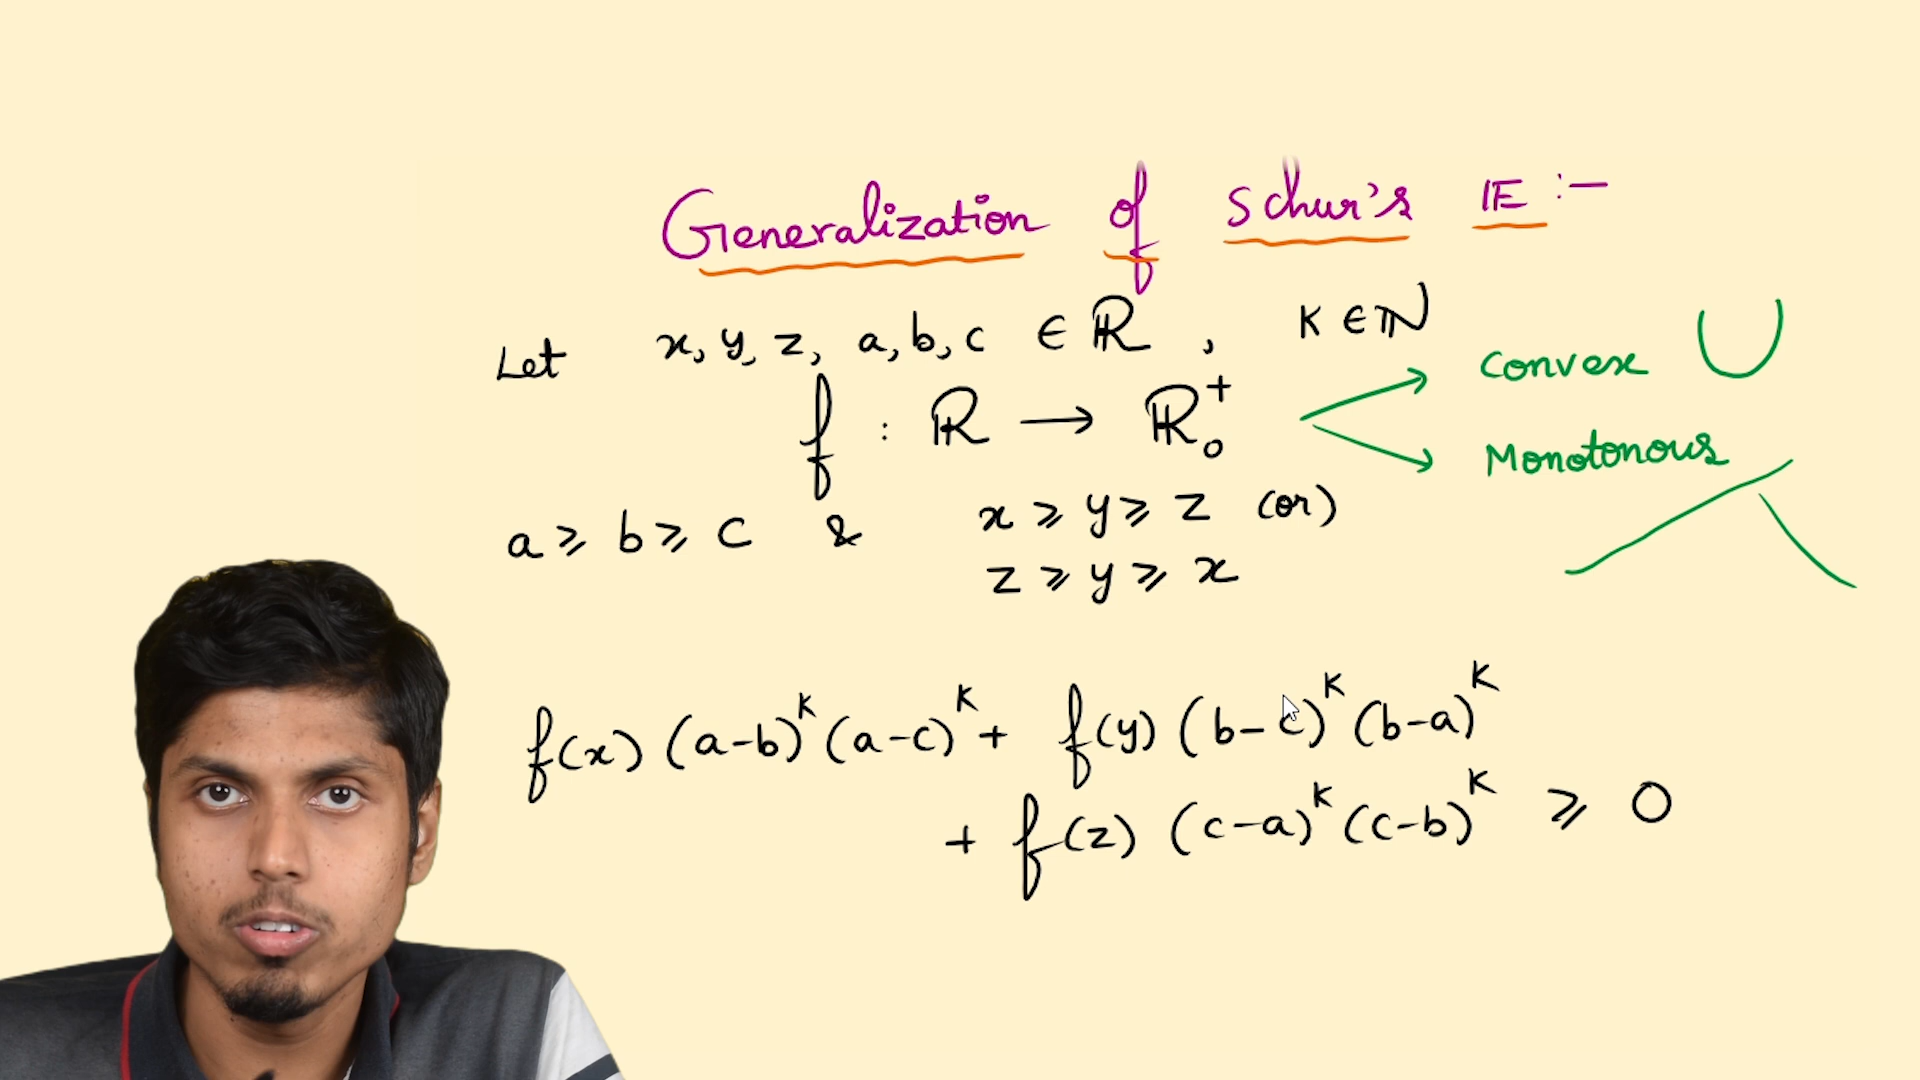 Generalization of Schur's IE :-
Let x, y, z, a, b, c ∈ ℝ , K ∈ ℕ
f : ℝ → ℝ₀⁺
Convex
Monotonous
a ≥ b ≥ c & x ≥ y ≥ z (or)
z ≥ y ≥ x
f(x) (a-b)^K (a-c)^K + f(y) (b-c)^K (b-a)^K
+ f(z) (c-a)^K (c-b)^K ≥ 0